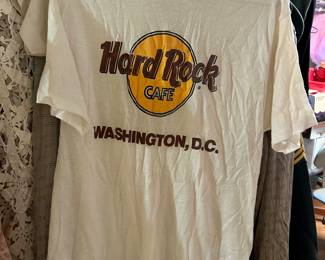 Hard Rock
CAFE
WASHINGTON, D.C.